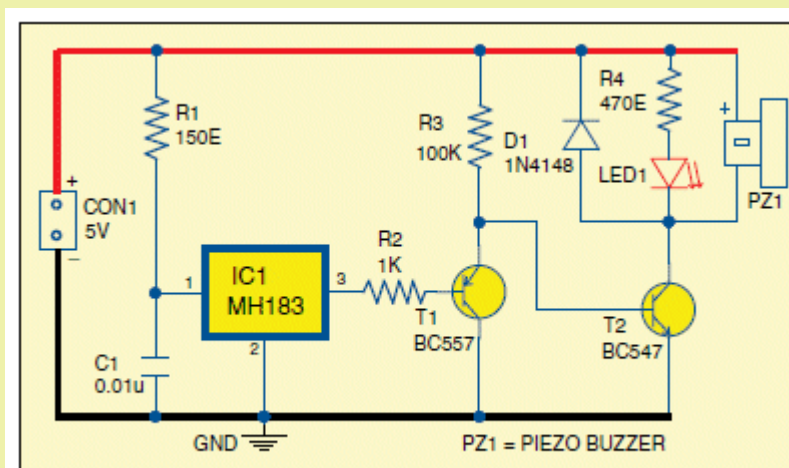 R1
150E
R3
100K
D1
1N4148
R4
470E
LED1
+
PZ1
+
CON1
5V
–
R2
1K
1
IC1
MH183
3
2
T1
BC557
T2
BC547
C1
0.01u
GND
PZ1 = PIEZO BUZZER